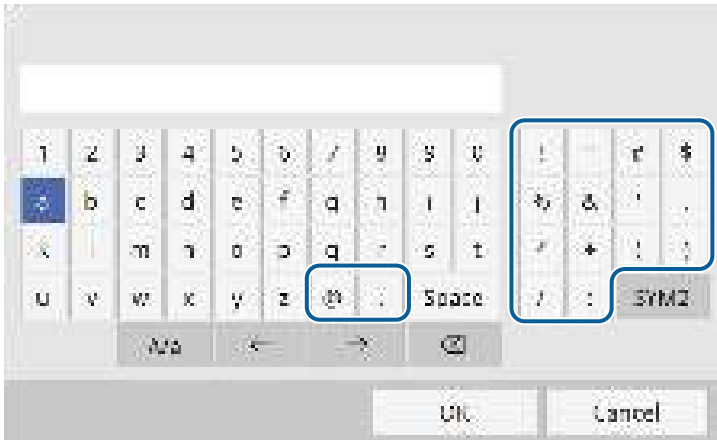 1 2 3 4 5 6 7 8 9 0 ! # $
a b c d e f g h i j % & '
k l m n o p q r s t +
u v w x y z @ . Space / : SYM2
A/a ← → ⌫
OK Cancel